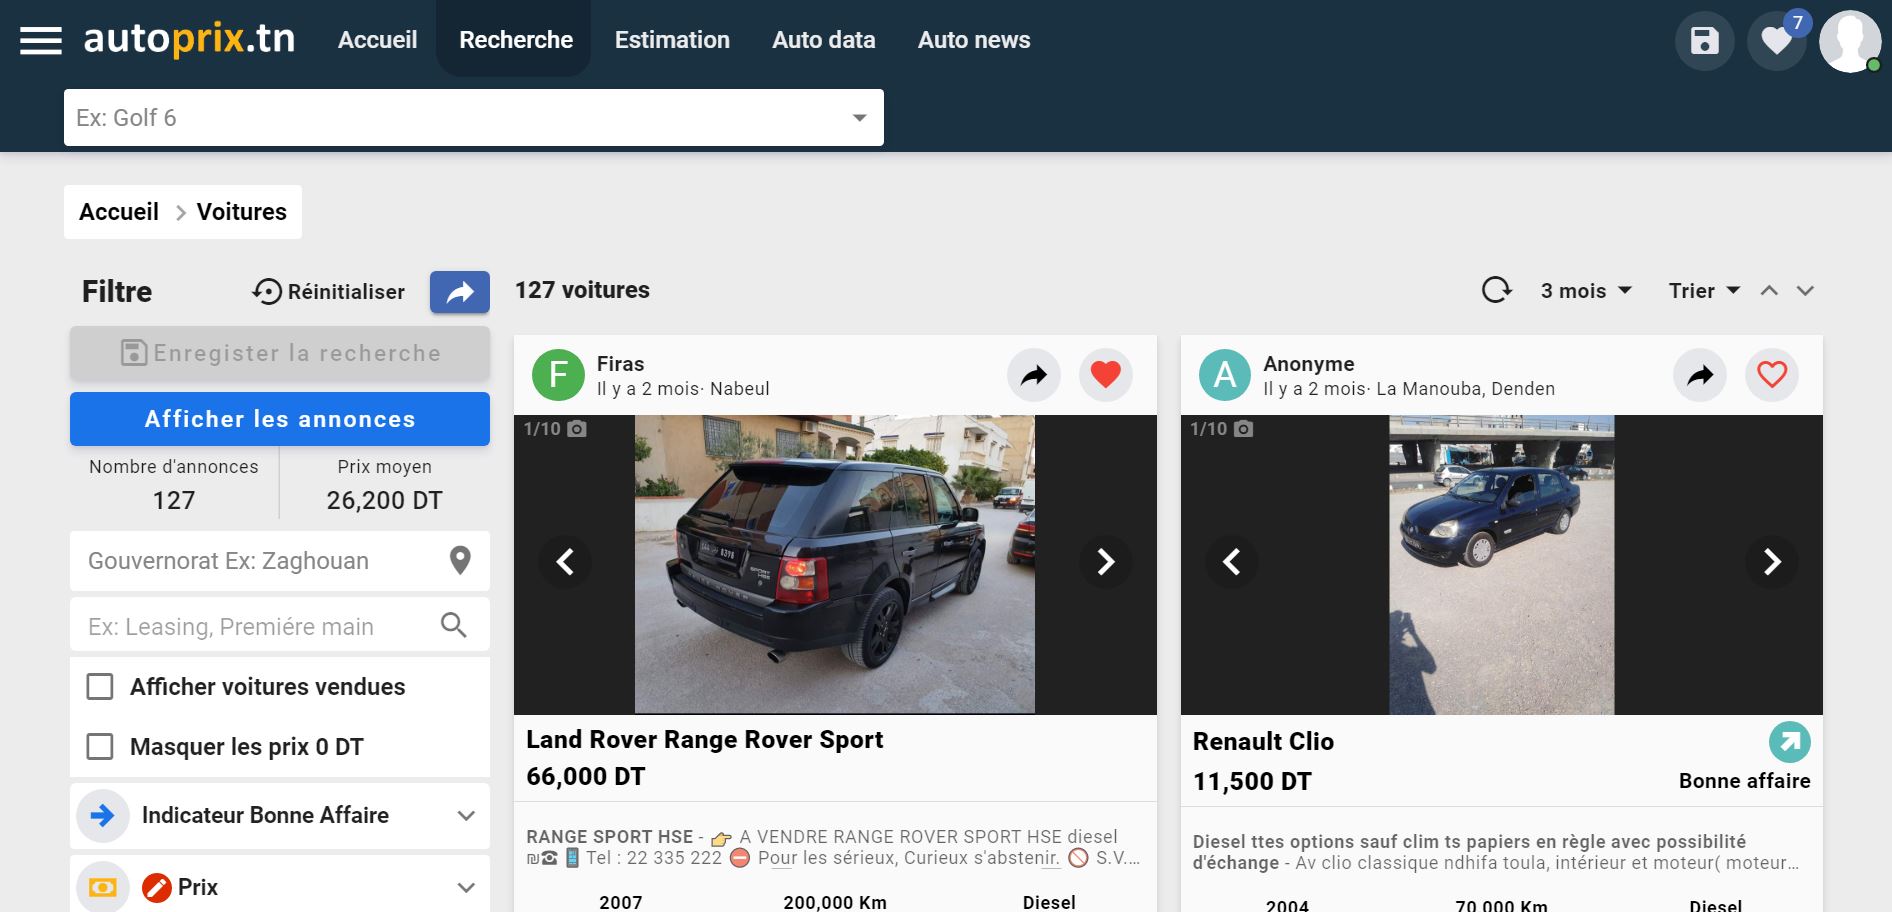 autoprix.tn
Accueil
Recherche
Estimation
Auto data
Auto news
7
Ex: Golf 6
Accueil > Voitures
Filtre
Réinitialiser
127 voitures
3 mois
Trier
Enregister la recherche
Afficher les annonces
Nombre d'annonces
127
Prix moyen
26,200 DT
Gouvernorat Ex: Zaghouan
Ex: Leasing, Premiére main
Afficher voitures vendues
Masquer les prix 0 DT
Indicateur Bonne Affaire
Prix
F
Firas
Il y a 2 mois· Nabeul
1/10
Land Rover Range Rover Sport
66,000 DT
RANGE SPORT HSE - 👉 A VENDRE RANGE ROVER SPORT HSE diesel
₪☎📱 Tel : 22 335 222 ⛔ Pour les sérieux, Curieux s'abstenir. 🚫 S.V....
2007
200,000 Km
Diesel
A
Anonyme
Il y a 2 mois· La Manouba, Denden
1/10
Renault Clio
11,500 DT
Bonne affaire
Diesel ttes options sauf clim ts papiers en règle avec possibilité
d'échange - Av clio classique ndhifa toula, intérieur et moteur( moteur...
2004
70,000 Km
Diesel